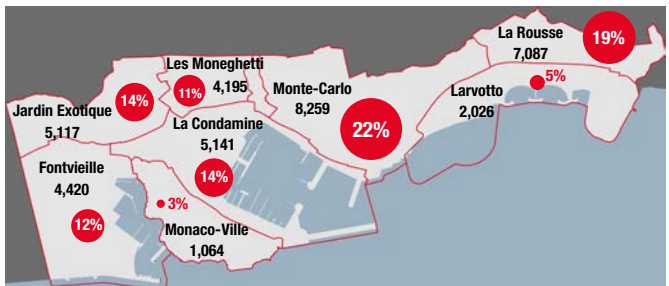 La Rousse
7,087
19%
Les Moneghetti
4,195
11%
Monte-Carlo
8,259
22%
Larvotto
2,026
5%
Jardin Exotique
5,117
14%
La Condamine
5,141
14%
Fontvieille
4,420
12%
3%
Monaco-Ville
1,064